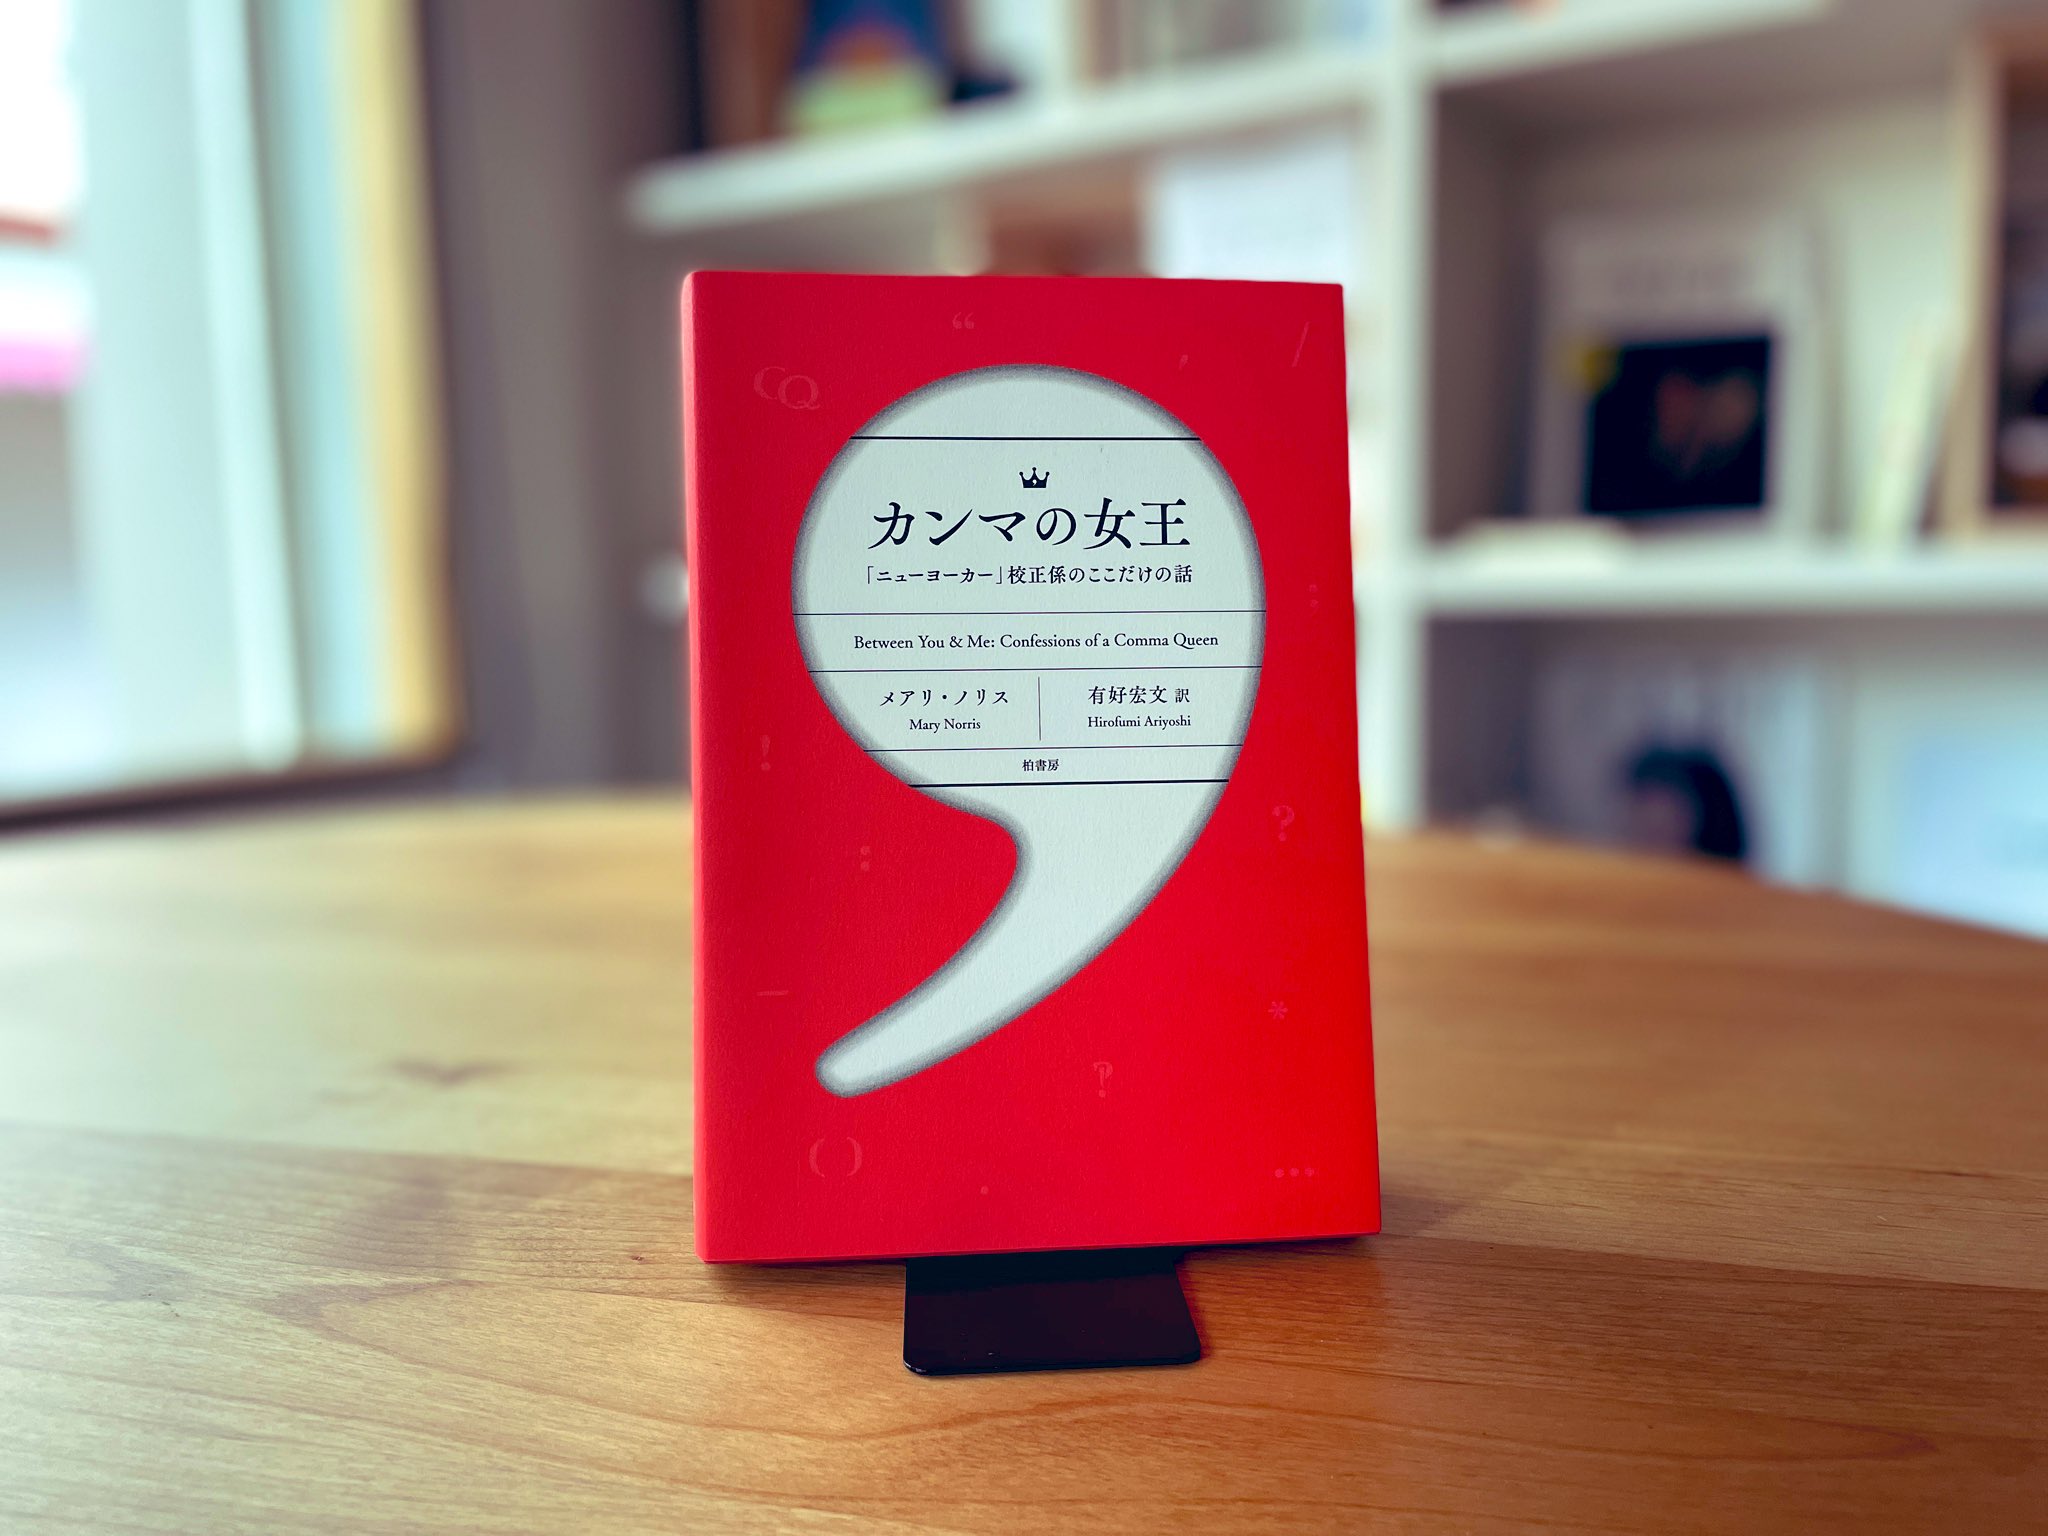 “
,
/
CQ
カンマの女王
「ニューヨーカー」校正係のここだけの話
;
Between You & Me: Confessions of a Comma Queen
メアリ・ノリス
Mary Norris
有好宏文 訳
Hirofumi Ariyoshi
!
柏書房
?
:
–
*
‽
( )
.
…